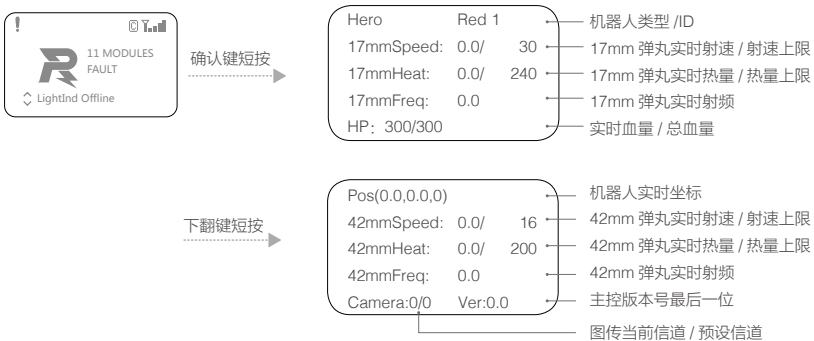 ! C
11 MODULES
FAULT
LightInd Offline
确认键短按
Hero Red 1
17mmSpeed: 0.0/ 30
17mmHeat: 0.0/ 240
17mmFreq: 0.0
HP：300/300
机器人类型 /ID
17mm 弹丸实时射速 / 射速上限
17mm 弹丸实时热量 / 热量上限
17mm 弹丸实时射频
实时血量 / 总血量
下翻键短按
Pos(0.0,0.0,0)
42mmSpeed: 0.0/ 16
42mmHeat: 0.0/ 200
42mmFreq: 0.0
Camera:0/0 Ver:0.0
机器人实时坐标
42mm 弹丸实时射速 / 射速上限
42mm 弹丸实时热量 / 热量上限
42mm 弹丸实时射频
主控版本号最后一位
图传当前信道 / 预设信道